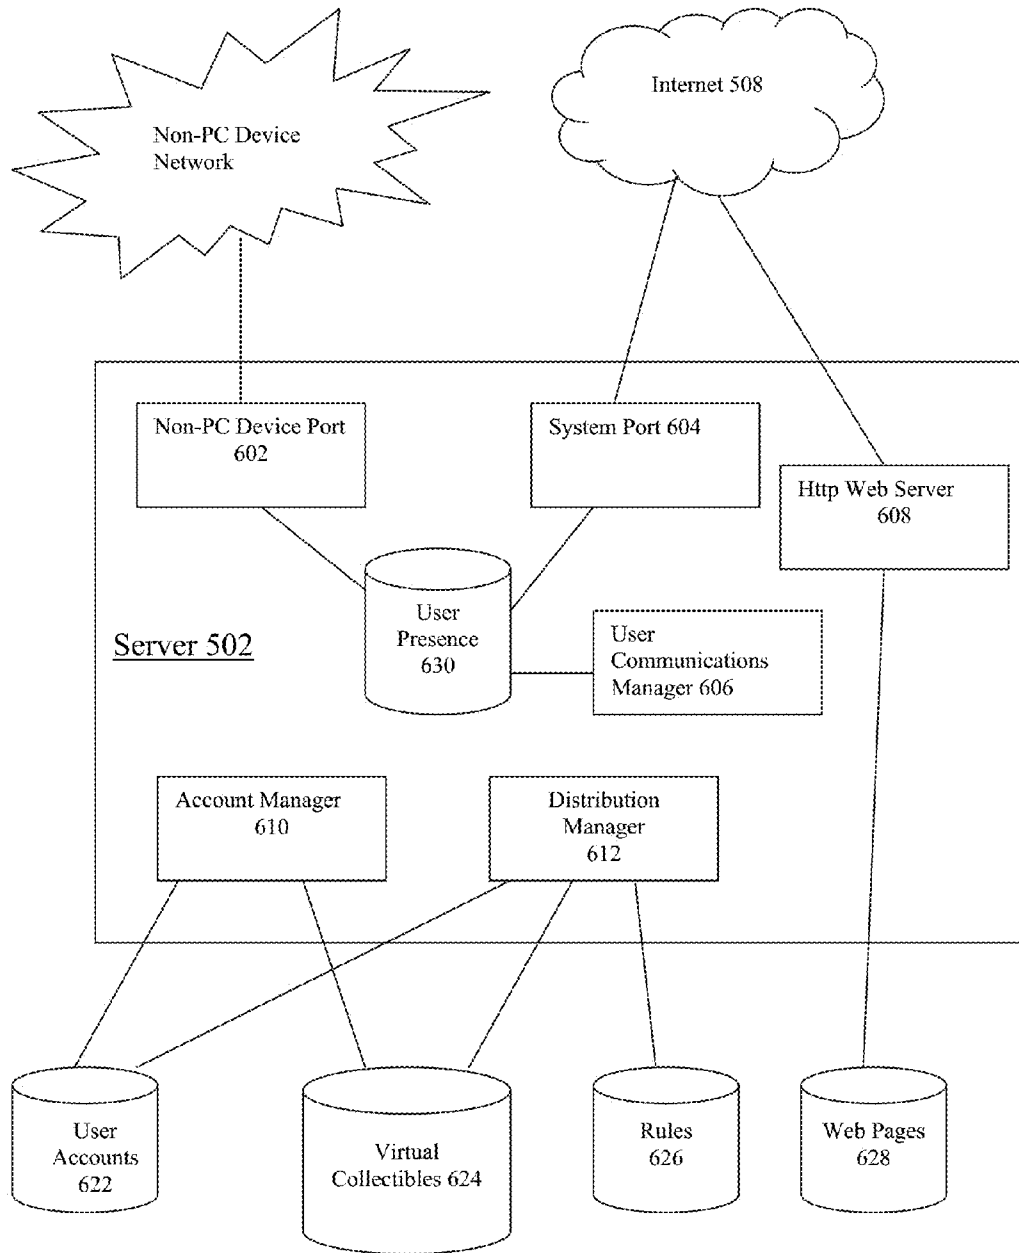 Non-PC Device
Network
Internet 508
Non-PC Device Port
602
System Port 604
Http Web Server
608
User
Presence
630
Server 502
User
Communications
Manager 606
Account Manager
610
Distribution
Manager
612
User
Accounts
622
Virtual
Collectibles 624
Rules
626
Web Pages
628